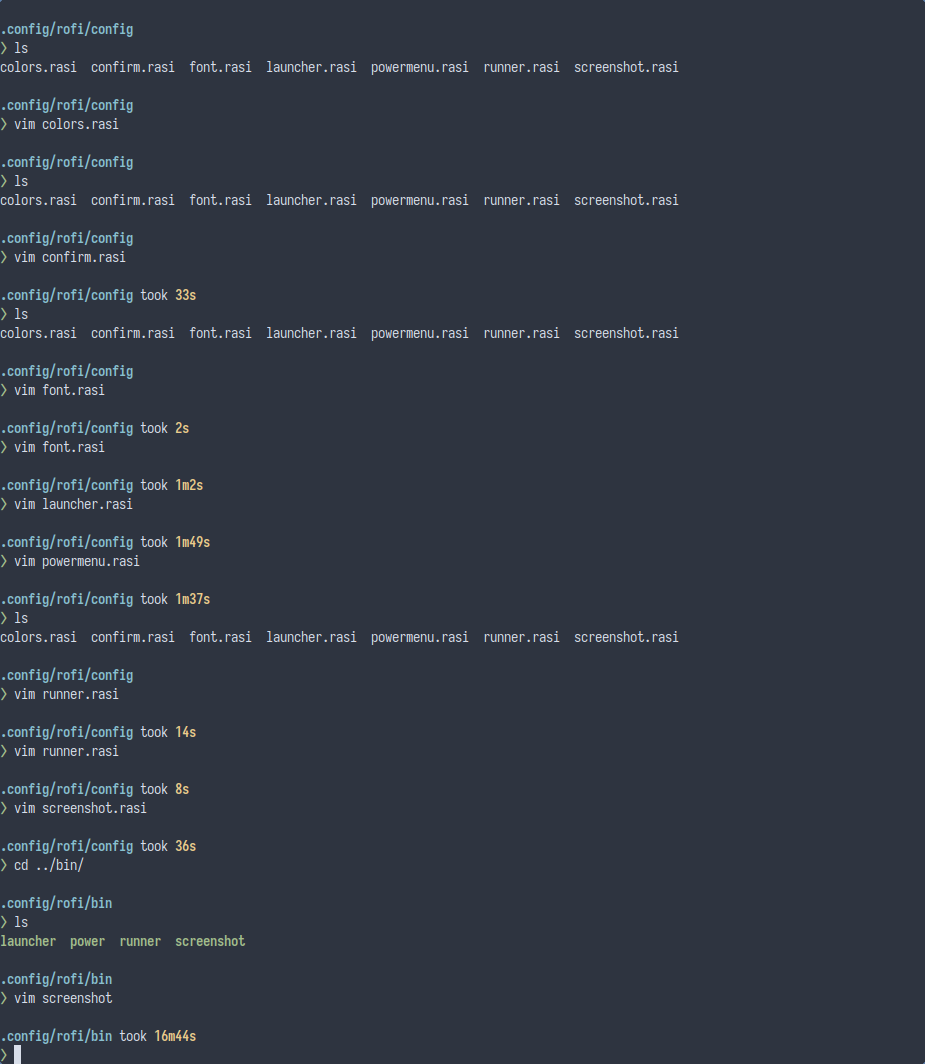 .config/rofi/config
❯ ls
colors.rasi  confirm.rasi  font.rasi  launcher.rasi  powermenu.rasi  runner.rasi  screenshot.rasi
.config/rofi/config
❯ vim colors.rasi
.config/rofi/config
❯ ls
colors.rasi  confirm.rasi  font.rasi  launcher.rasi  powermenu.rasi  runner.rasi  screenshot.rasi
.config/rofi/config
❯ vim confirm.rasi
.config/rofi/config took 33s
❯ ls
colors.rasi  confirm.rasi  font.rasi  launcher.rasi  powermenu.rasi  runner.rasi  screenshot.rasi
.config/rofi/config
❯ vim font.rasi
.config/rofi/config took 2s
❯ vim font.rasi
.config/rofi/config took 1m2s
❯ vim launcher.rasi
.config/rofi/config took 1m49s
❯ vim powermenu.rasi
.config/rofi/config took 1m37s
❯ ls
colors.rasi  confirm.rasi  font.rasi  launcher.rasi  powermenu.rasi  runner.rasi  screenshot.rasi
.config/rofi/config
❯ vim runner.rasi
.config/rofi/config took 14s
❯ vim runner.rasi
.config/rofi/config took 8s
❯ vim screenshot.rasi
.config/rofi/config took 36s
❯ cd ../bin/
.config/rofi/bin
❯ ls
launcher  power  runner  screenshot
.config/rofi/bin
❯ vim screenshot
.config/rofi/bin took 16m44s
❯